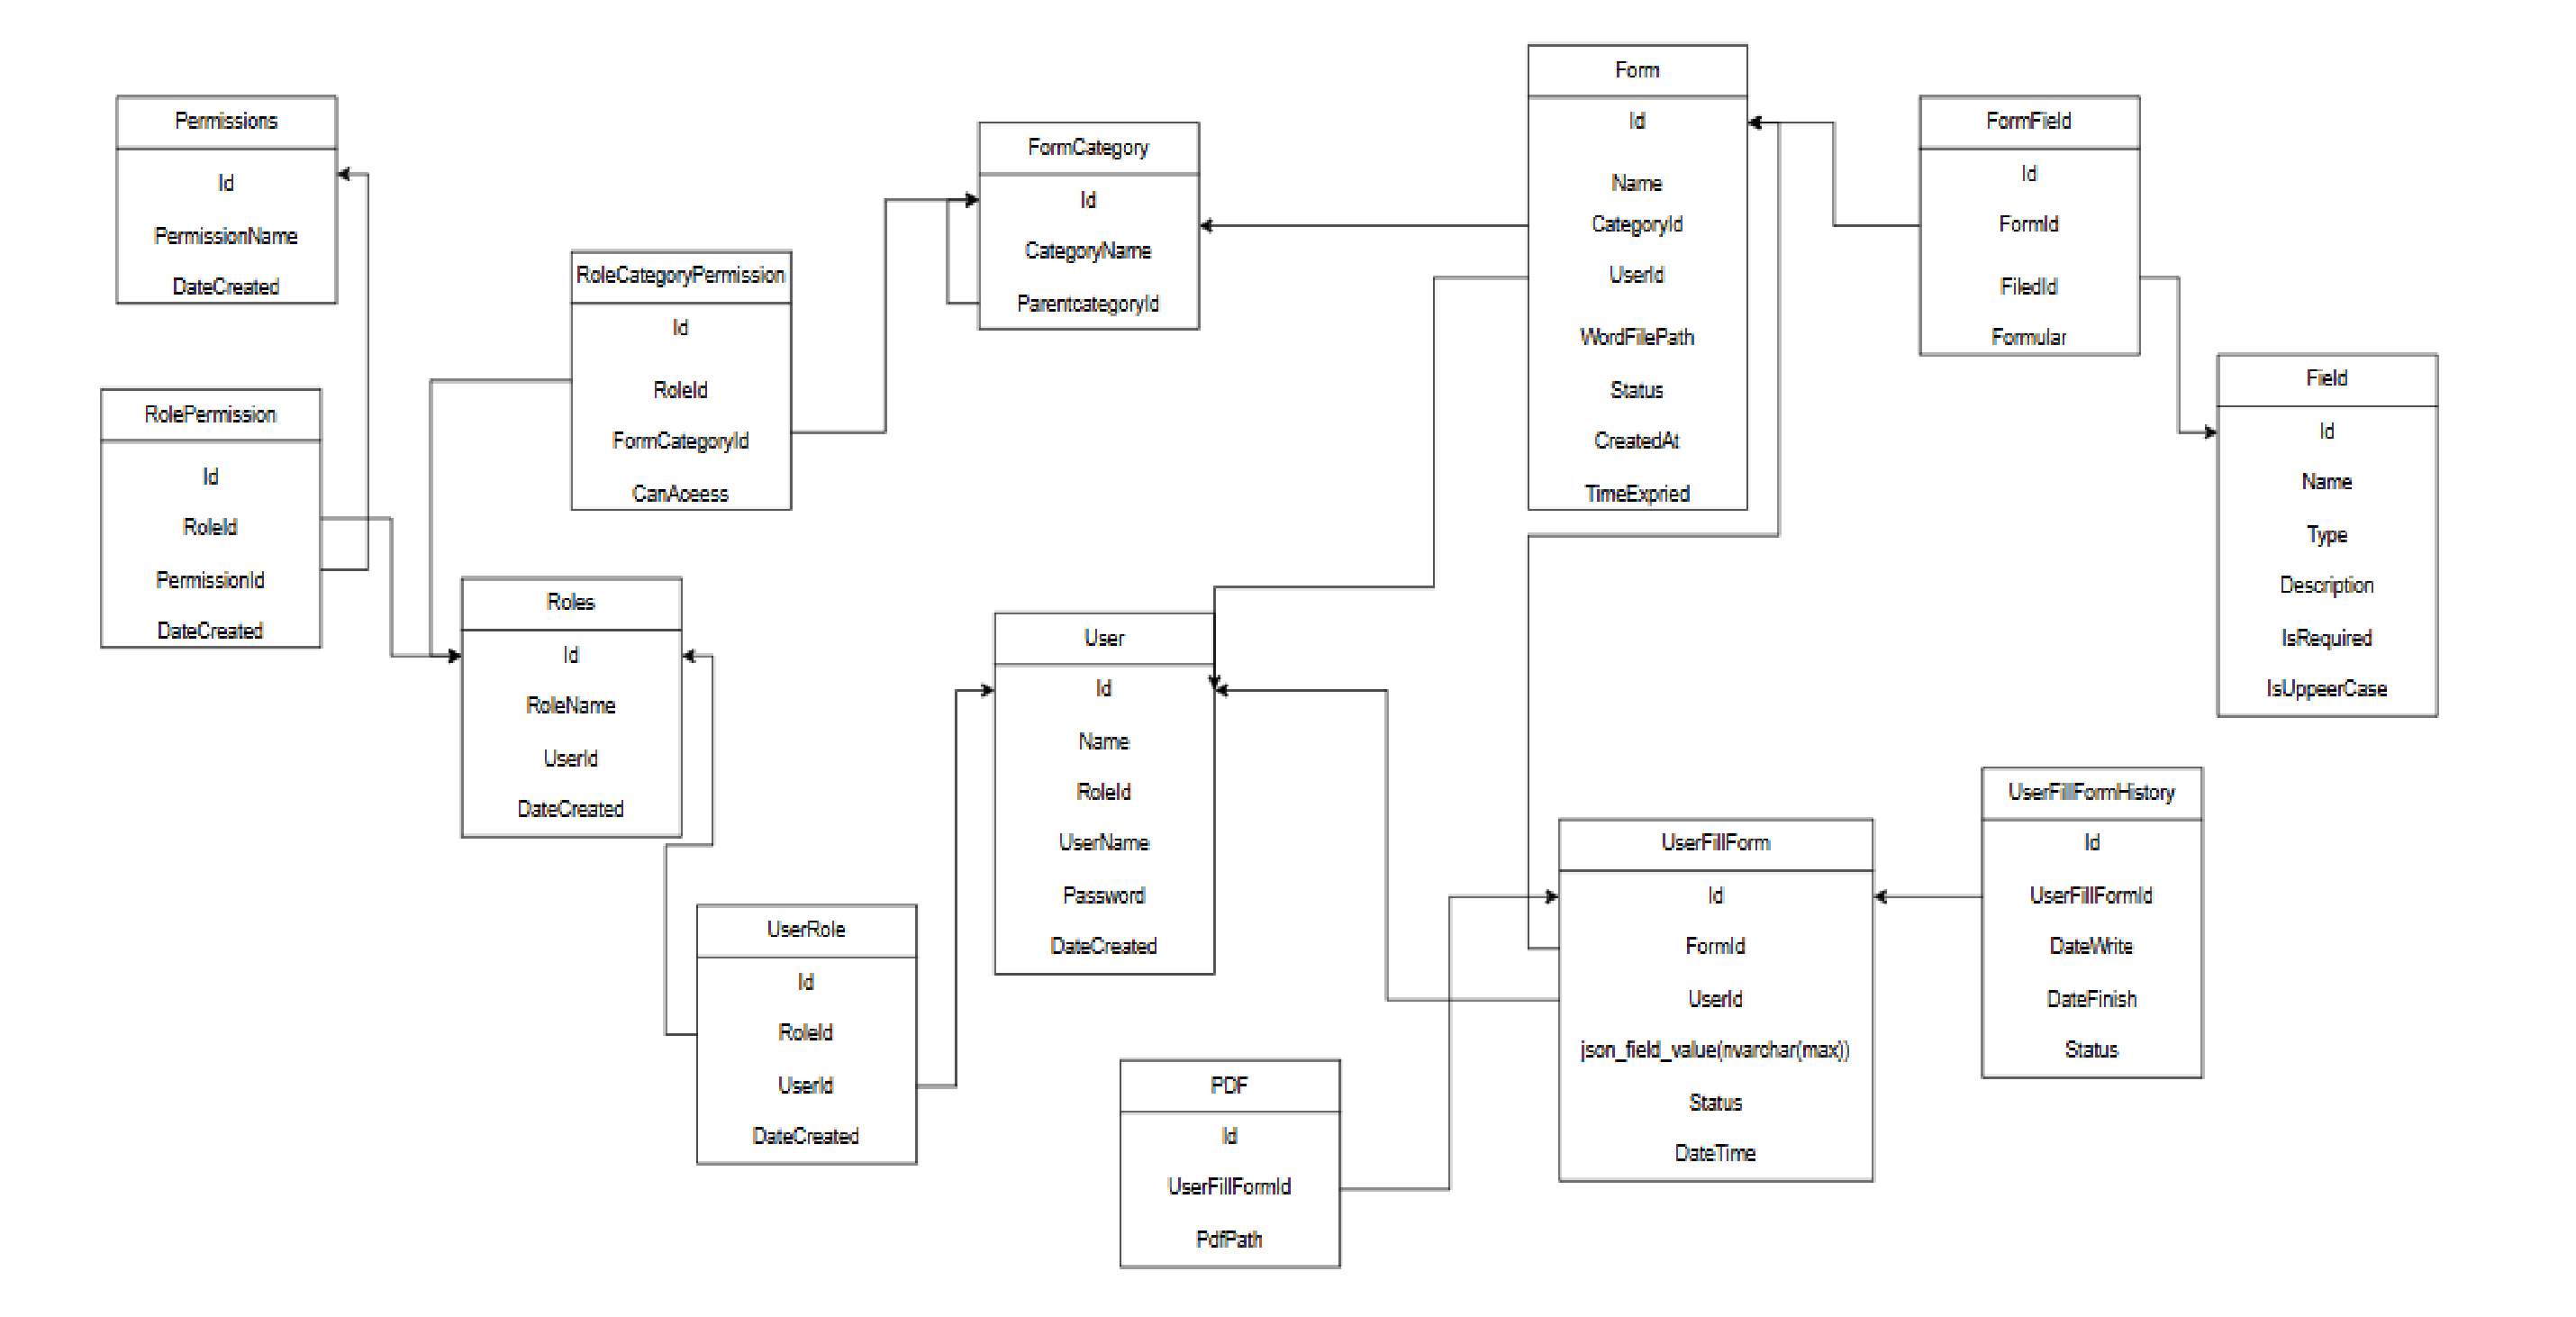 Permissions
Id
PermissionName
DateCreated
RolePermission
Id
RoleId
PermissionId
DateCreated
RoleCategoryPermission
Id
RoleId
FormCategoryId
CanAceess
Roles
Id
RoleName
UserId
DateCreated
UserRole
Id
RoleId
UserId
DateCreated
FormCategory
Id
CategoryName
ParentcategoryId
User
Id
Name
RoleId
UserName
Password
DateCreated
PDF
Id
UserFillFormId
PdfPath
Form
Id
Name
CategoryId
UserId
WordFilePath
Status
CreatedAt
TimeExpried
UserFillForm
Id
FormId
UserId
json_field_value(nvarchar(max))
Status
DateTime
FormField
Id
FormId
FiledId
Formular
Field
Id
Name
Type
Description
IsRequired
IsUppeerCase
UserFillFormHistory
Id
UserFillFormId
DateWrite
DateFinish
Status